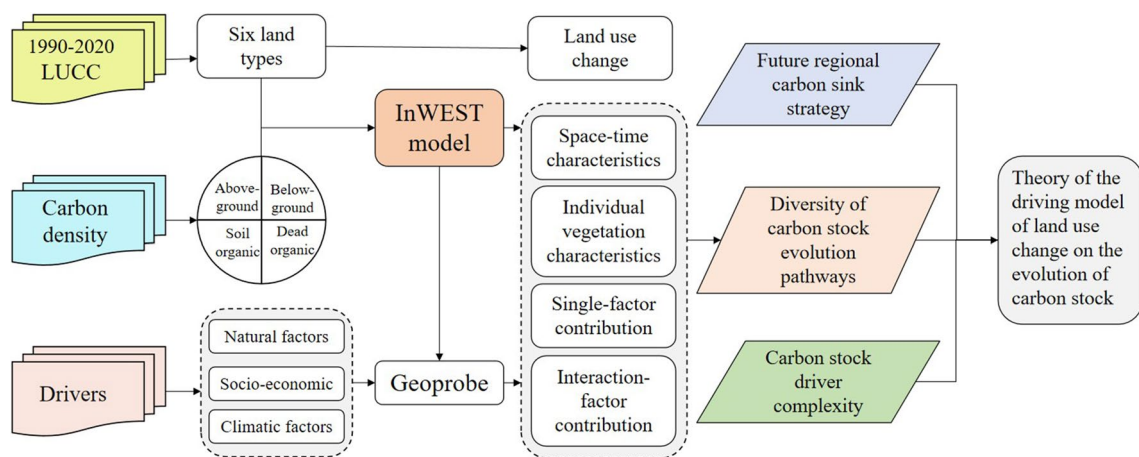 1990-2020
LUCC
Six land
types
Land use
change
Future regional
carbon sink
strategy
InWEST
model
Space-time
characteristics
Carbon
density
Above-
ground
Below-
ground
Soil
organic
Dead
organic
Individual
vegetation
characteristics
Diversity of
carbon stock
evolution
pathways
Theory of the
driving model
of land use
change on the
evolution of
carbon stock
Single-factor
contribution
Drivers
Natural factors
Socio-economic
Climatic factors
Geoprobe
Interaction-
factor
contribution
Carbon stock
driver
complexity